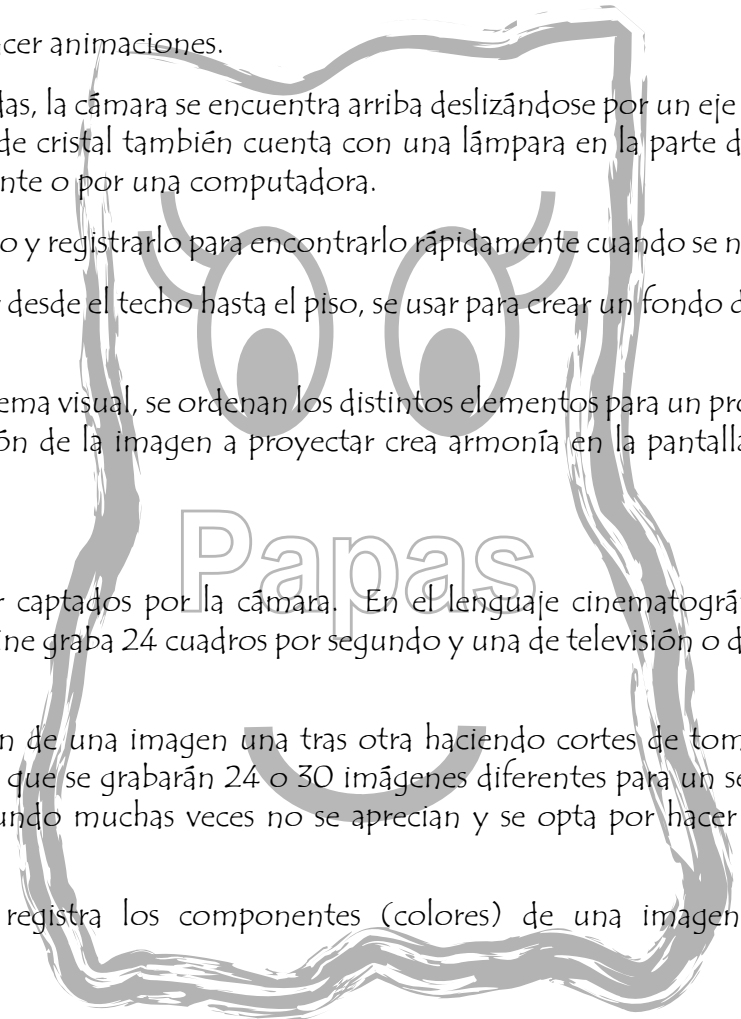 cer animaciones.
das, la cámara se encuentra arriba deslizándose por un eje
de cristal también cuenta con una lámpara en la parte d
nte o por una computadora.
o y registrarlo para encontrarlo rápidamente cuando se n
desde el techo hasta el piso, se usar para crear un fondo d
ema visual, se ordenan los distintos elementos para un pro
ón de la imagen a proyectar crea armonía en la pantalla
Papas
r captados por la cámara. En el lenguaje cinematográ
ine graba 24 cuadros por segundo y una de televisión o d
n de una imagen una tras otra haciendo cortes de tom
que se grabarán 24 o 30 imágenes diferentes para un se
undo muchas veces no se aprecian y se opta por hacer
registra los componentes (colores) de una imagen